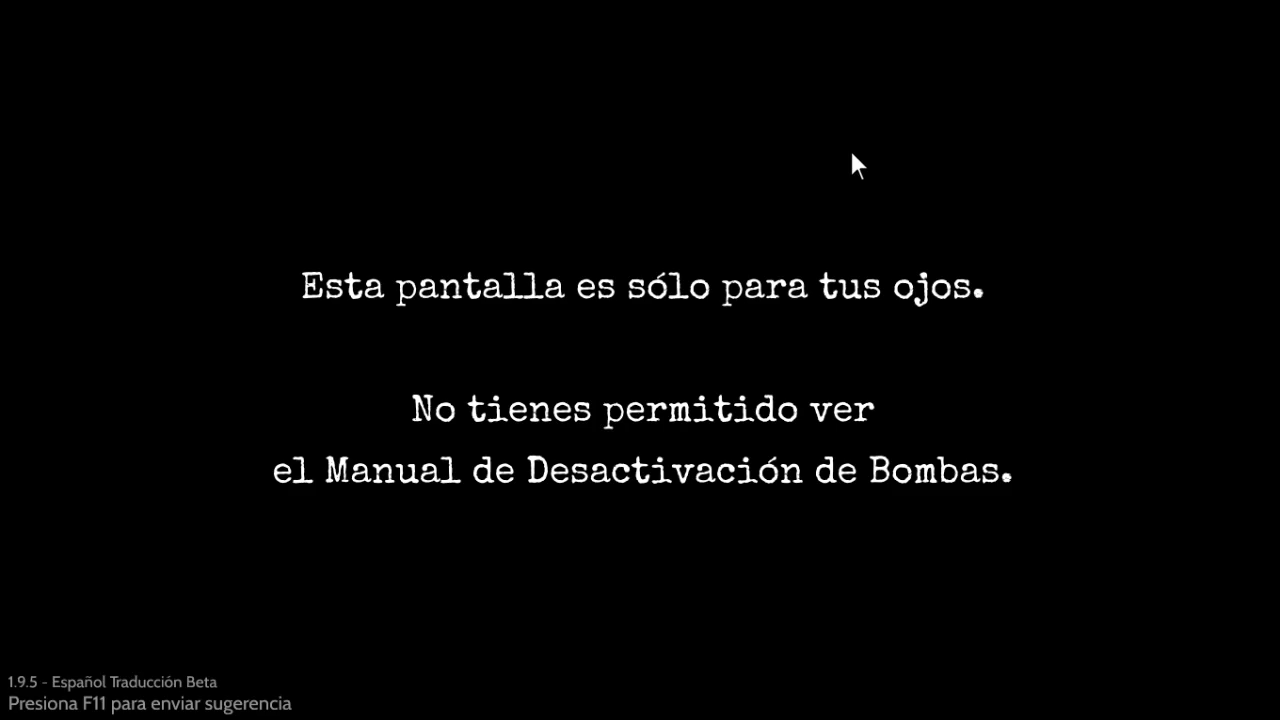 Esta pantalla es sólo para tus ojos.
No tienes permitido ver
el Manual de Desactivación de Bombas.
1.9.5 - Español Traducción Beta
Presiona F11 para enviar sugerencia